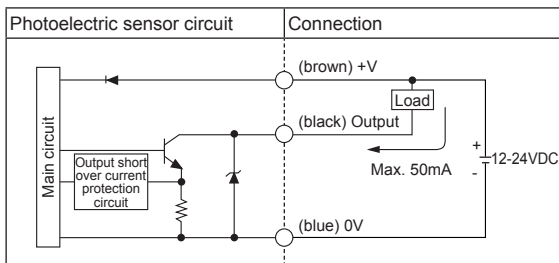 Photoelectric sensor circuit
Connection
(brown) +V
Load
(black) Output
Main circuit
Output short
over current
protection
circuit
Max. 50mA
+
12-24VDC
-
(blue) 0V